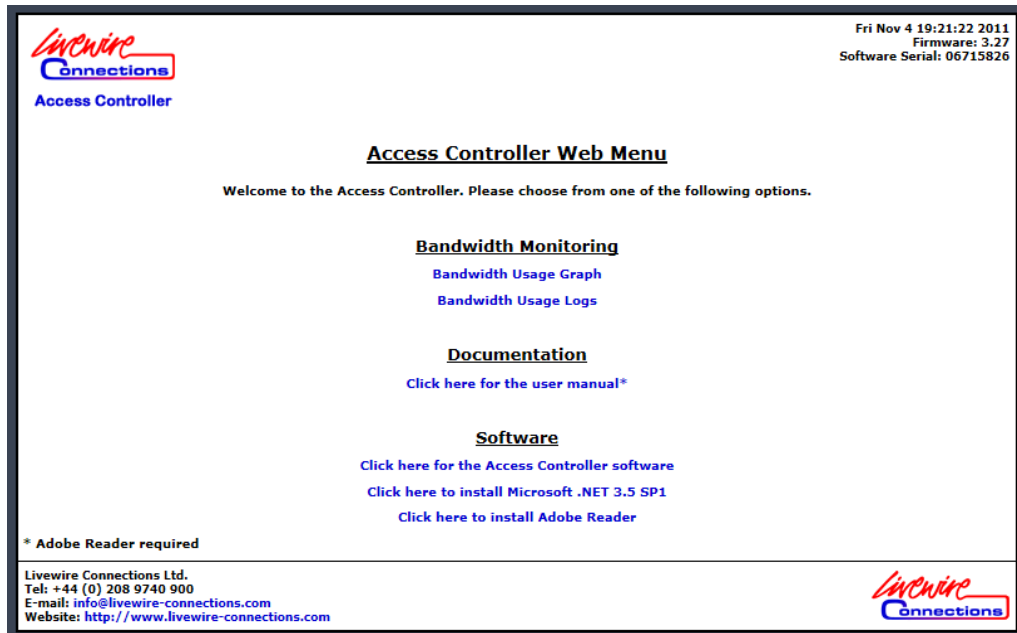 Livewire
Connections
Access Controller
Fri Nov 4 19:21:22 2011
Firmware: 3.27
Software Serial: 06715826
Access Controller Web Menu
Welcome to the Access Controller. Please choose from one of the following options.
Bandwidth Monitoring
Bandwidth Usage Graph
Bandwidth Usage Logs
Documentation
Click here for the user manual*
Software
Click here for the Access Controller software
Click here to install Microsoft .NET 3.5 SP1
Click here to install Adobe Reader
* Adobe Reader required
Livewire Connections Ltd.
Tel: +44 (0) 208 9740 900
E-mail: info@livewire-connections.com
Website: http://www.livewire-connections.com
Livewire
Connections